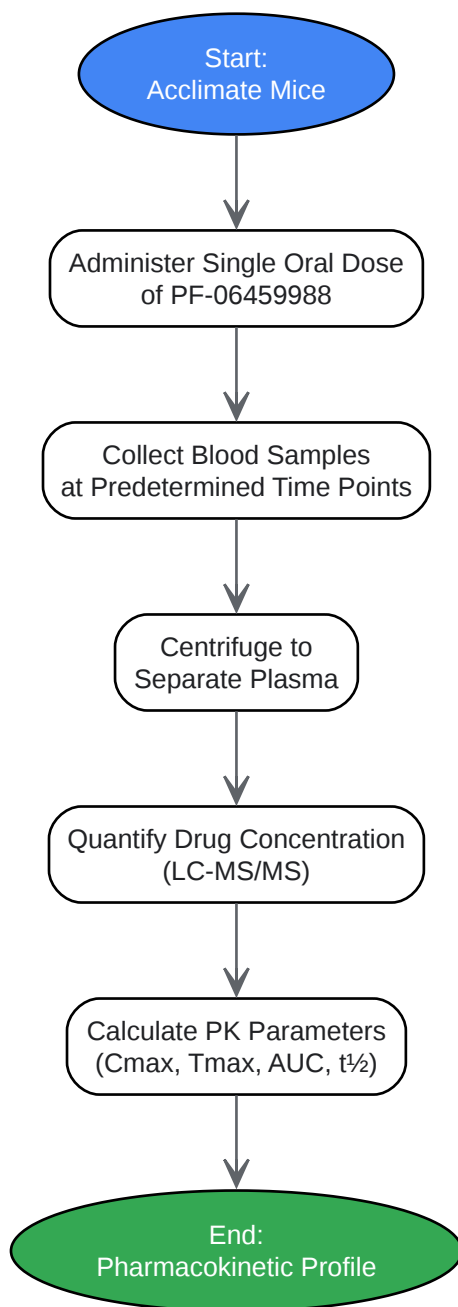 Start:
Acclimate Mice
Administer Single Oral Dose
of PF-06459988
Collect Blood Samples
at Predetermined Time Points
Centrifuge to
Separate Plasma
Quantify Drug Concentration
(LC-MS/MS)
Calculate PK Parameters
(Cmax, Tmax, AUC, t½)
End:
Pharmacokinetic Profile